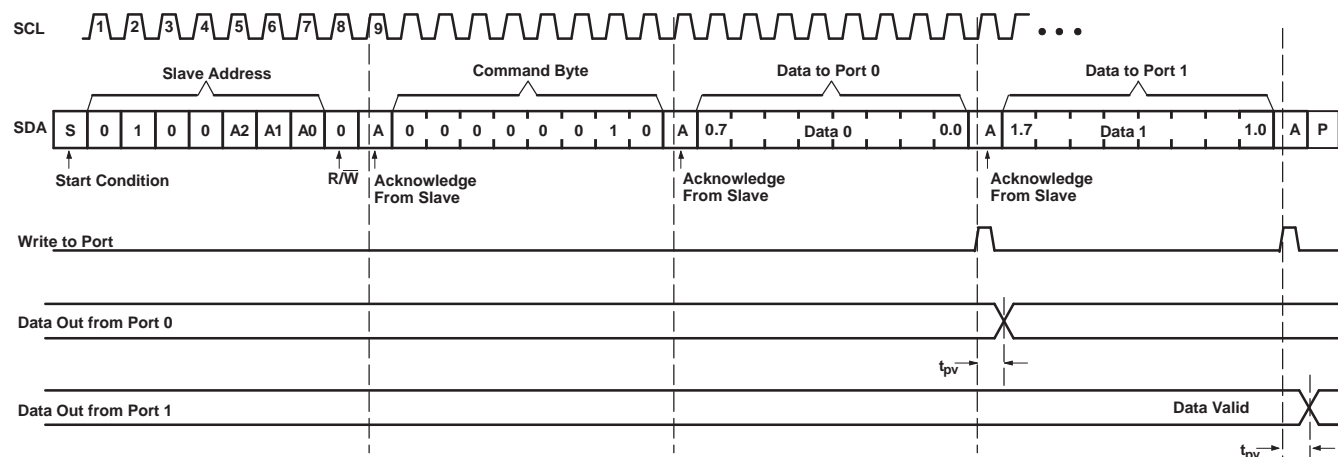 SCL 1 2 3 4 5 6 7 8 9 • • •
Slave Address Command Byte Data to Port 0 Data to Port 1
SDA S 0 1 0 0 A2 A1 A0 0 A 0 0 0 0 0 0 1 0 A 0.7 Data 0 0.0 A 1.7 Data 1 1.0 A P
Start Condition R/W̅ Acknowledge From Slave Acknowledge From Slave Acknowledge From Slave
Write to Port
Data Out from Port 0
tpv
Data Out from Port 1 Data Valid
tpv